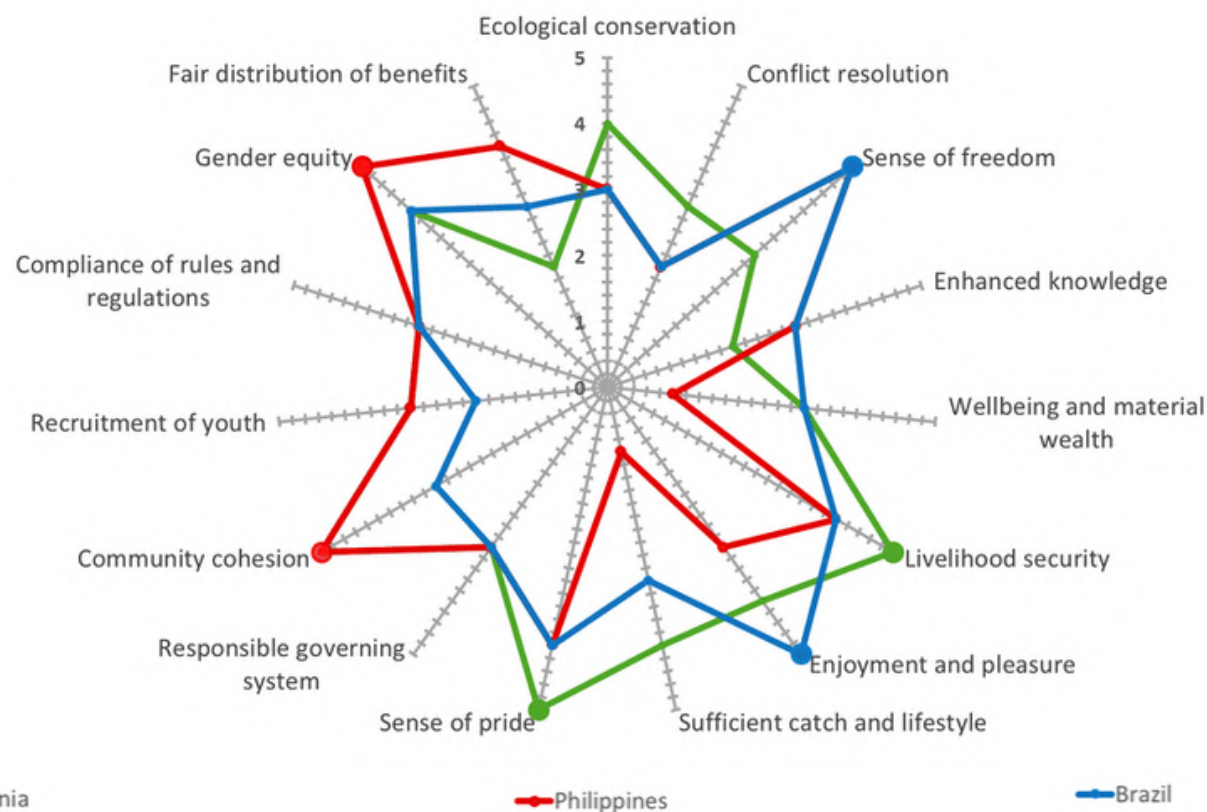 Ecological conservation
Fair distribution of benefits
Conflict resolution
Gender equity
Sense of freedom
Compliance of rules and
regulations
Enhanced knowledge
Recruitment of youth
Wellbeing and material
wealth
Community cohesion
Livelihood security
Responsible governing
system
Enjoyment and pleasure
Sense of pride
Sufficient catch and lifestyle
5
4
3
2
1
0
nia
Philippines
Brazil